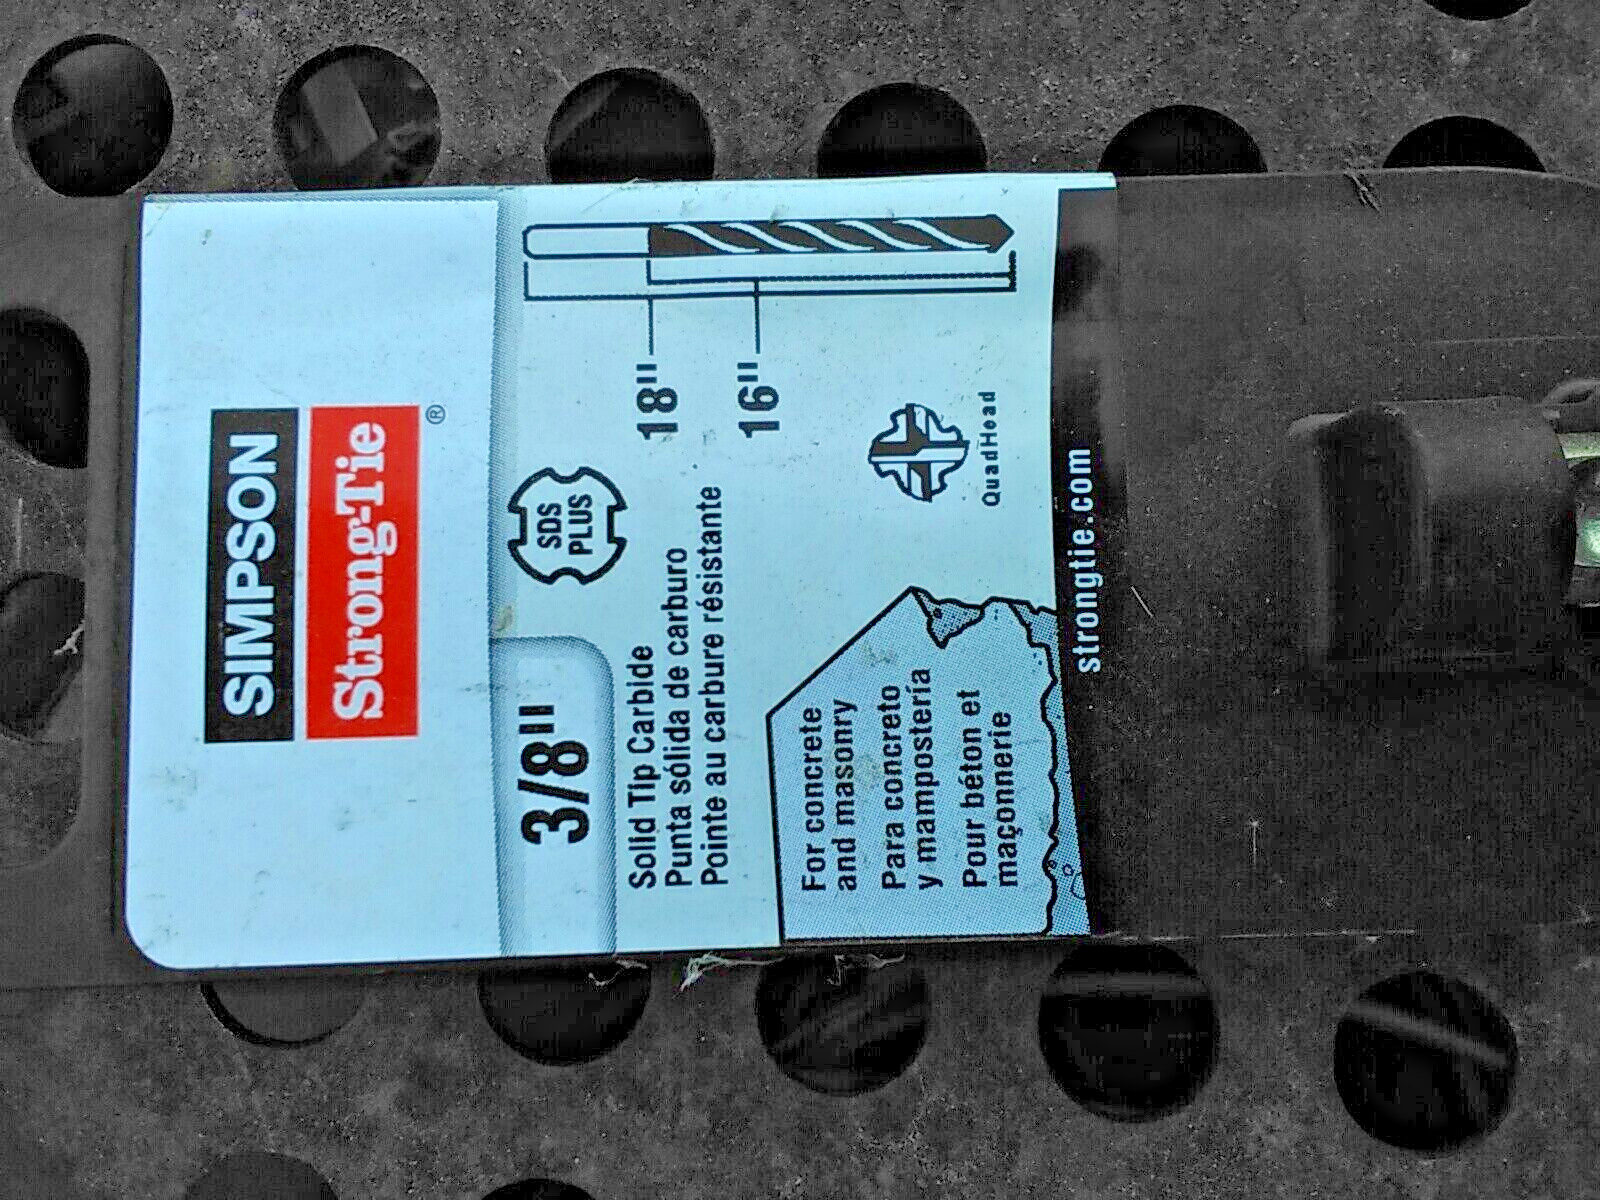 SIMPSON
Strong-Tie
®
3/8"
SDS
PLUS
Solid Tip Carbide
Punta sólida de carburo
Pointe au carbure résistante
18"
16"
For concrete
and masonry
Para concreto
y mampostería
Pour béton et
maçonnerie
QuadHead
strongtie.com